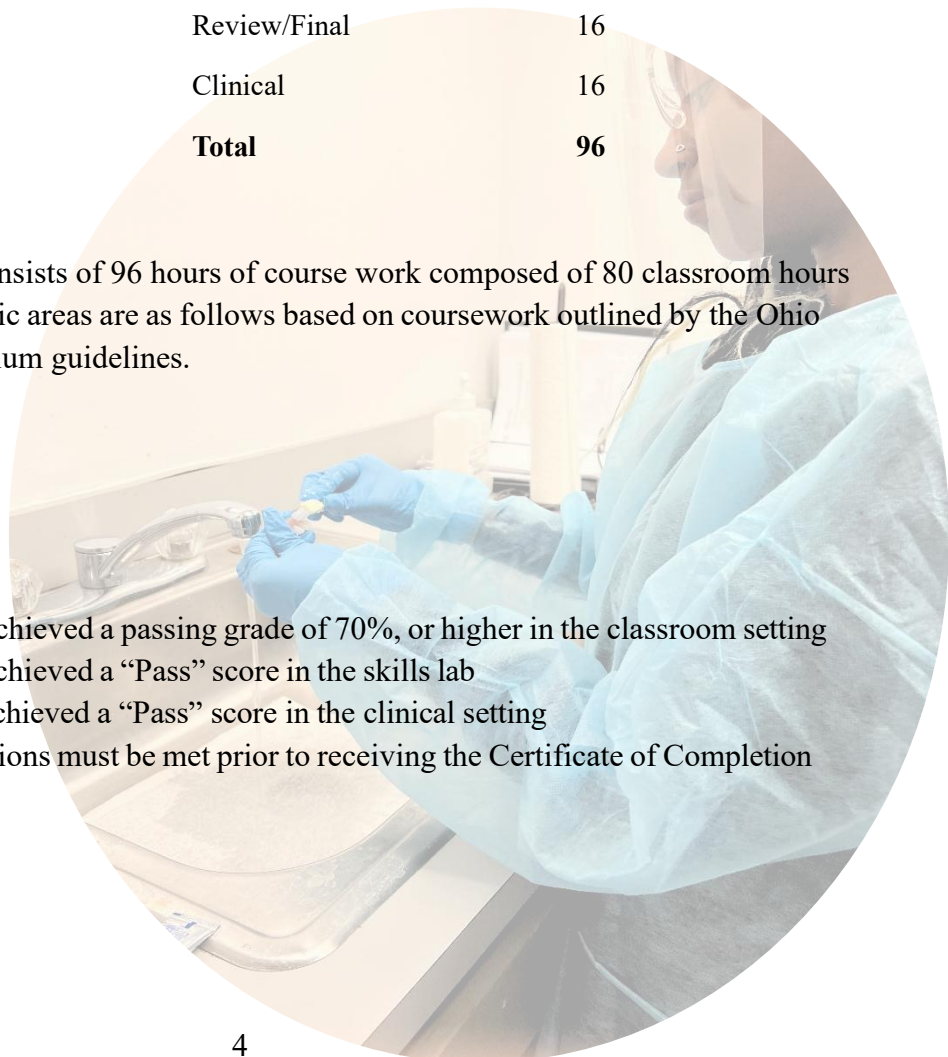 Review/Final 16
Clinical 16
Total 96
nsists of 96 hours of course work composed of 80 classroom hours
ic areas are as follows based on coursework outlined by the Ohio
um guidelines.
chieved a passing grade of 70%, or higher in the classroom setting
chieved a “Pass” score in the skills lab
chieved a “Pass” score in the clinical setting
ions must be met prior to receiving the Certificate of Completion
4